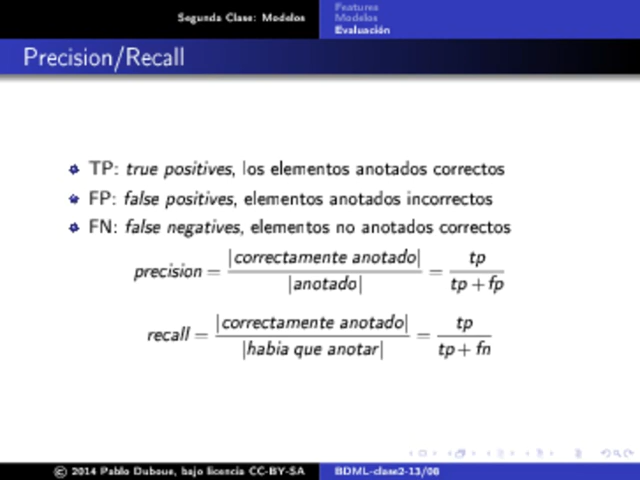 Segunda Clase: Modelos
Features
Modelos
Evaluación
Precision/Recall
TP: true positives, los elementos anotados correctos
FP: false positives, elementos anotados incorrectos
FN: false negatives, elementos no anotados correctos
precision = |correctamente anotado| / |anotado| = tp / tp + fp
recall = |correctamente anotado| / |habia que anotar| = tp / tp + fn
© 2014 Pablo Duboue, bajo licencia CC-BY-SA
BDML-clase2-13/08